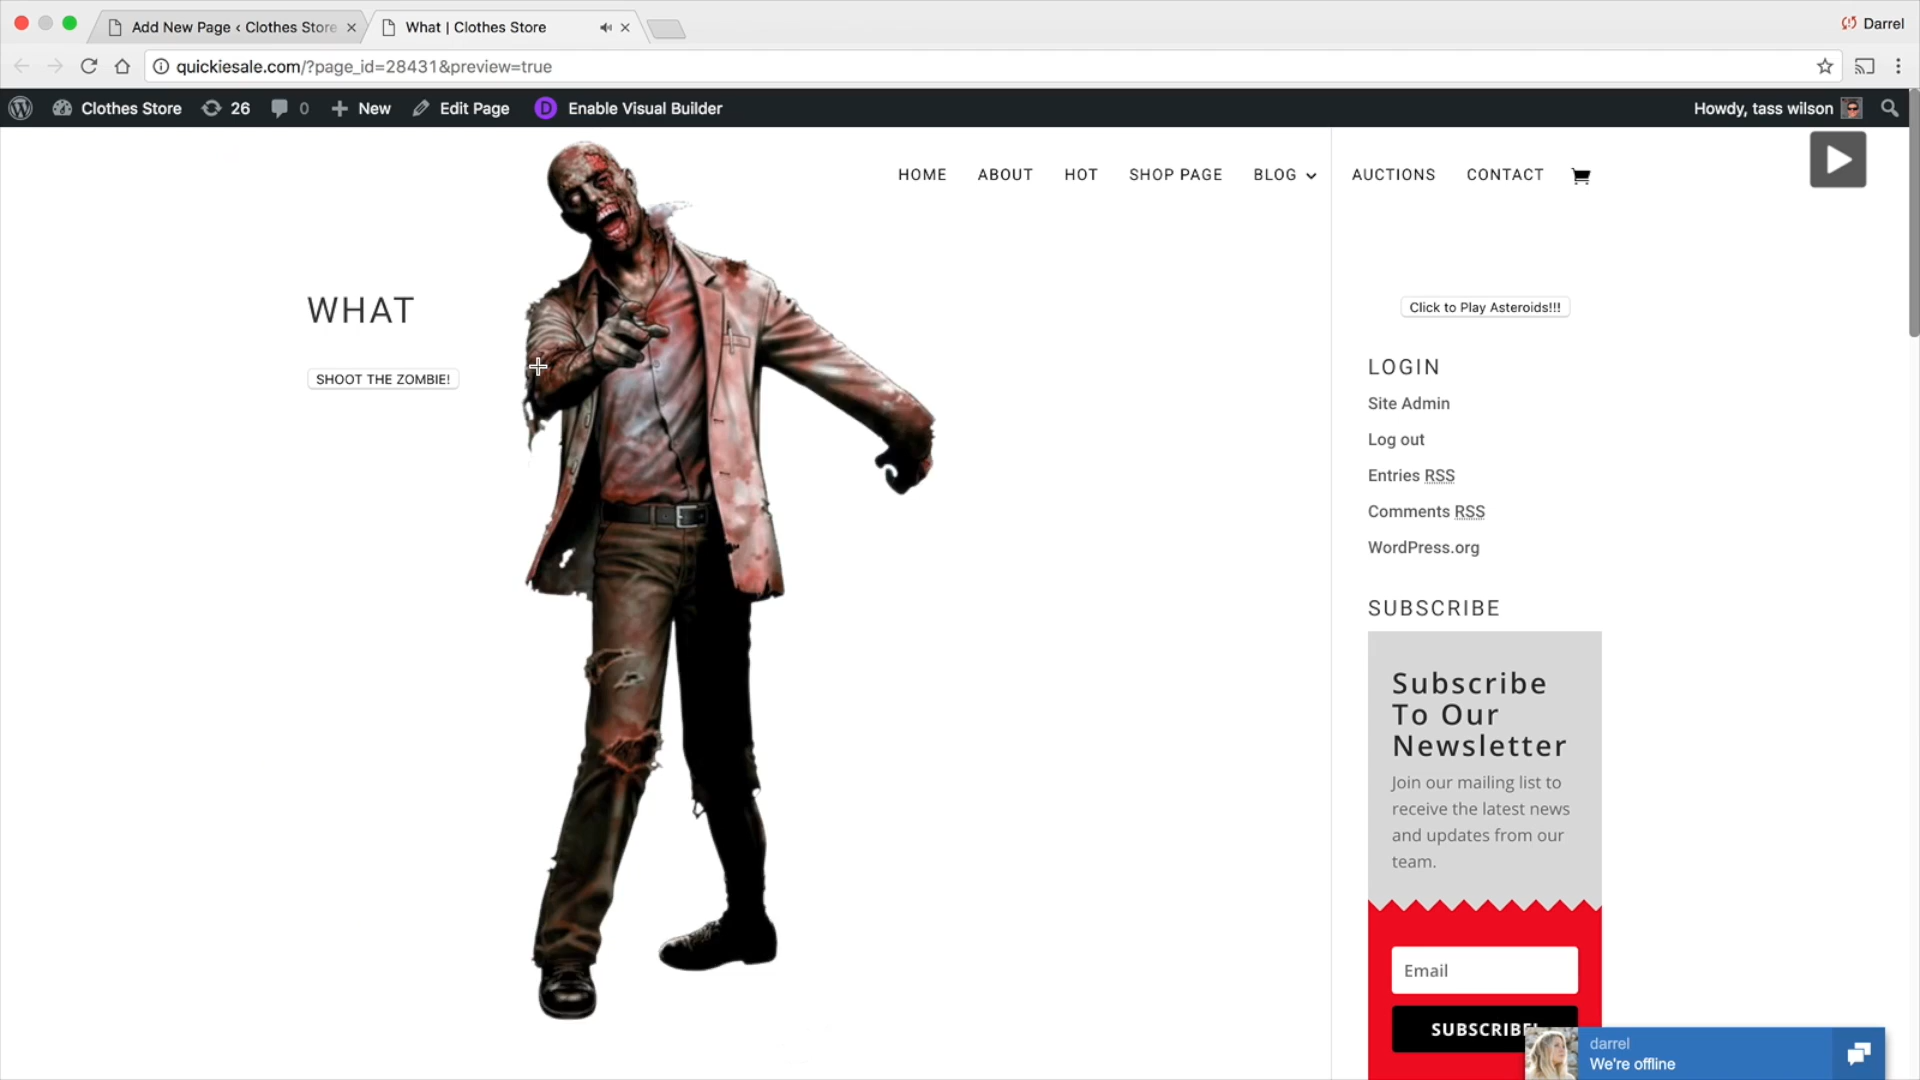 Add New Page ‹ Clothes Store
What | Clothes Store
Darrel
quickiesale.com/?page_id=28431&preview=true
Clothes Store
26
0
New
Edit Page
D
Enable Visual Builder
Howdy, tass wilson
HOME
ABOUT
HOT
SHOP PAGE
BLOG
AUCTIONS
CONTACT
WHAT
SHOOT THE ZOMBIE!
Click to Play Asteroids!!!
LOGIN
Site Admin
Log out
Entries RSS
Comments RSS
WordPress.org
SUBSCRIBE
Subscribe
To Our
Newsletter
Join our mailing list to
receive the latest news
and updates from our
team.
Email
SUBSCRIBE!
darrel
We're offline